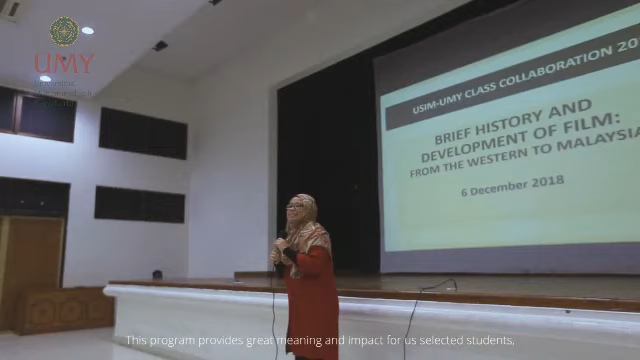 UMY
USIM-UMY CLASS COLLABORATION 20
BRIEF HISTORY AND
DEVELOPMENT OF FILM:
FROM THE WESTERN TO MALAYSIA
6 December 2018
This program provides great meaning and impact for us selected students,